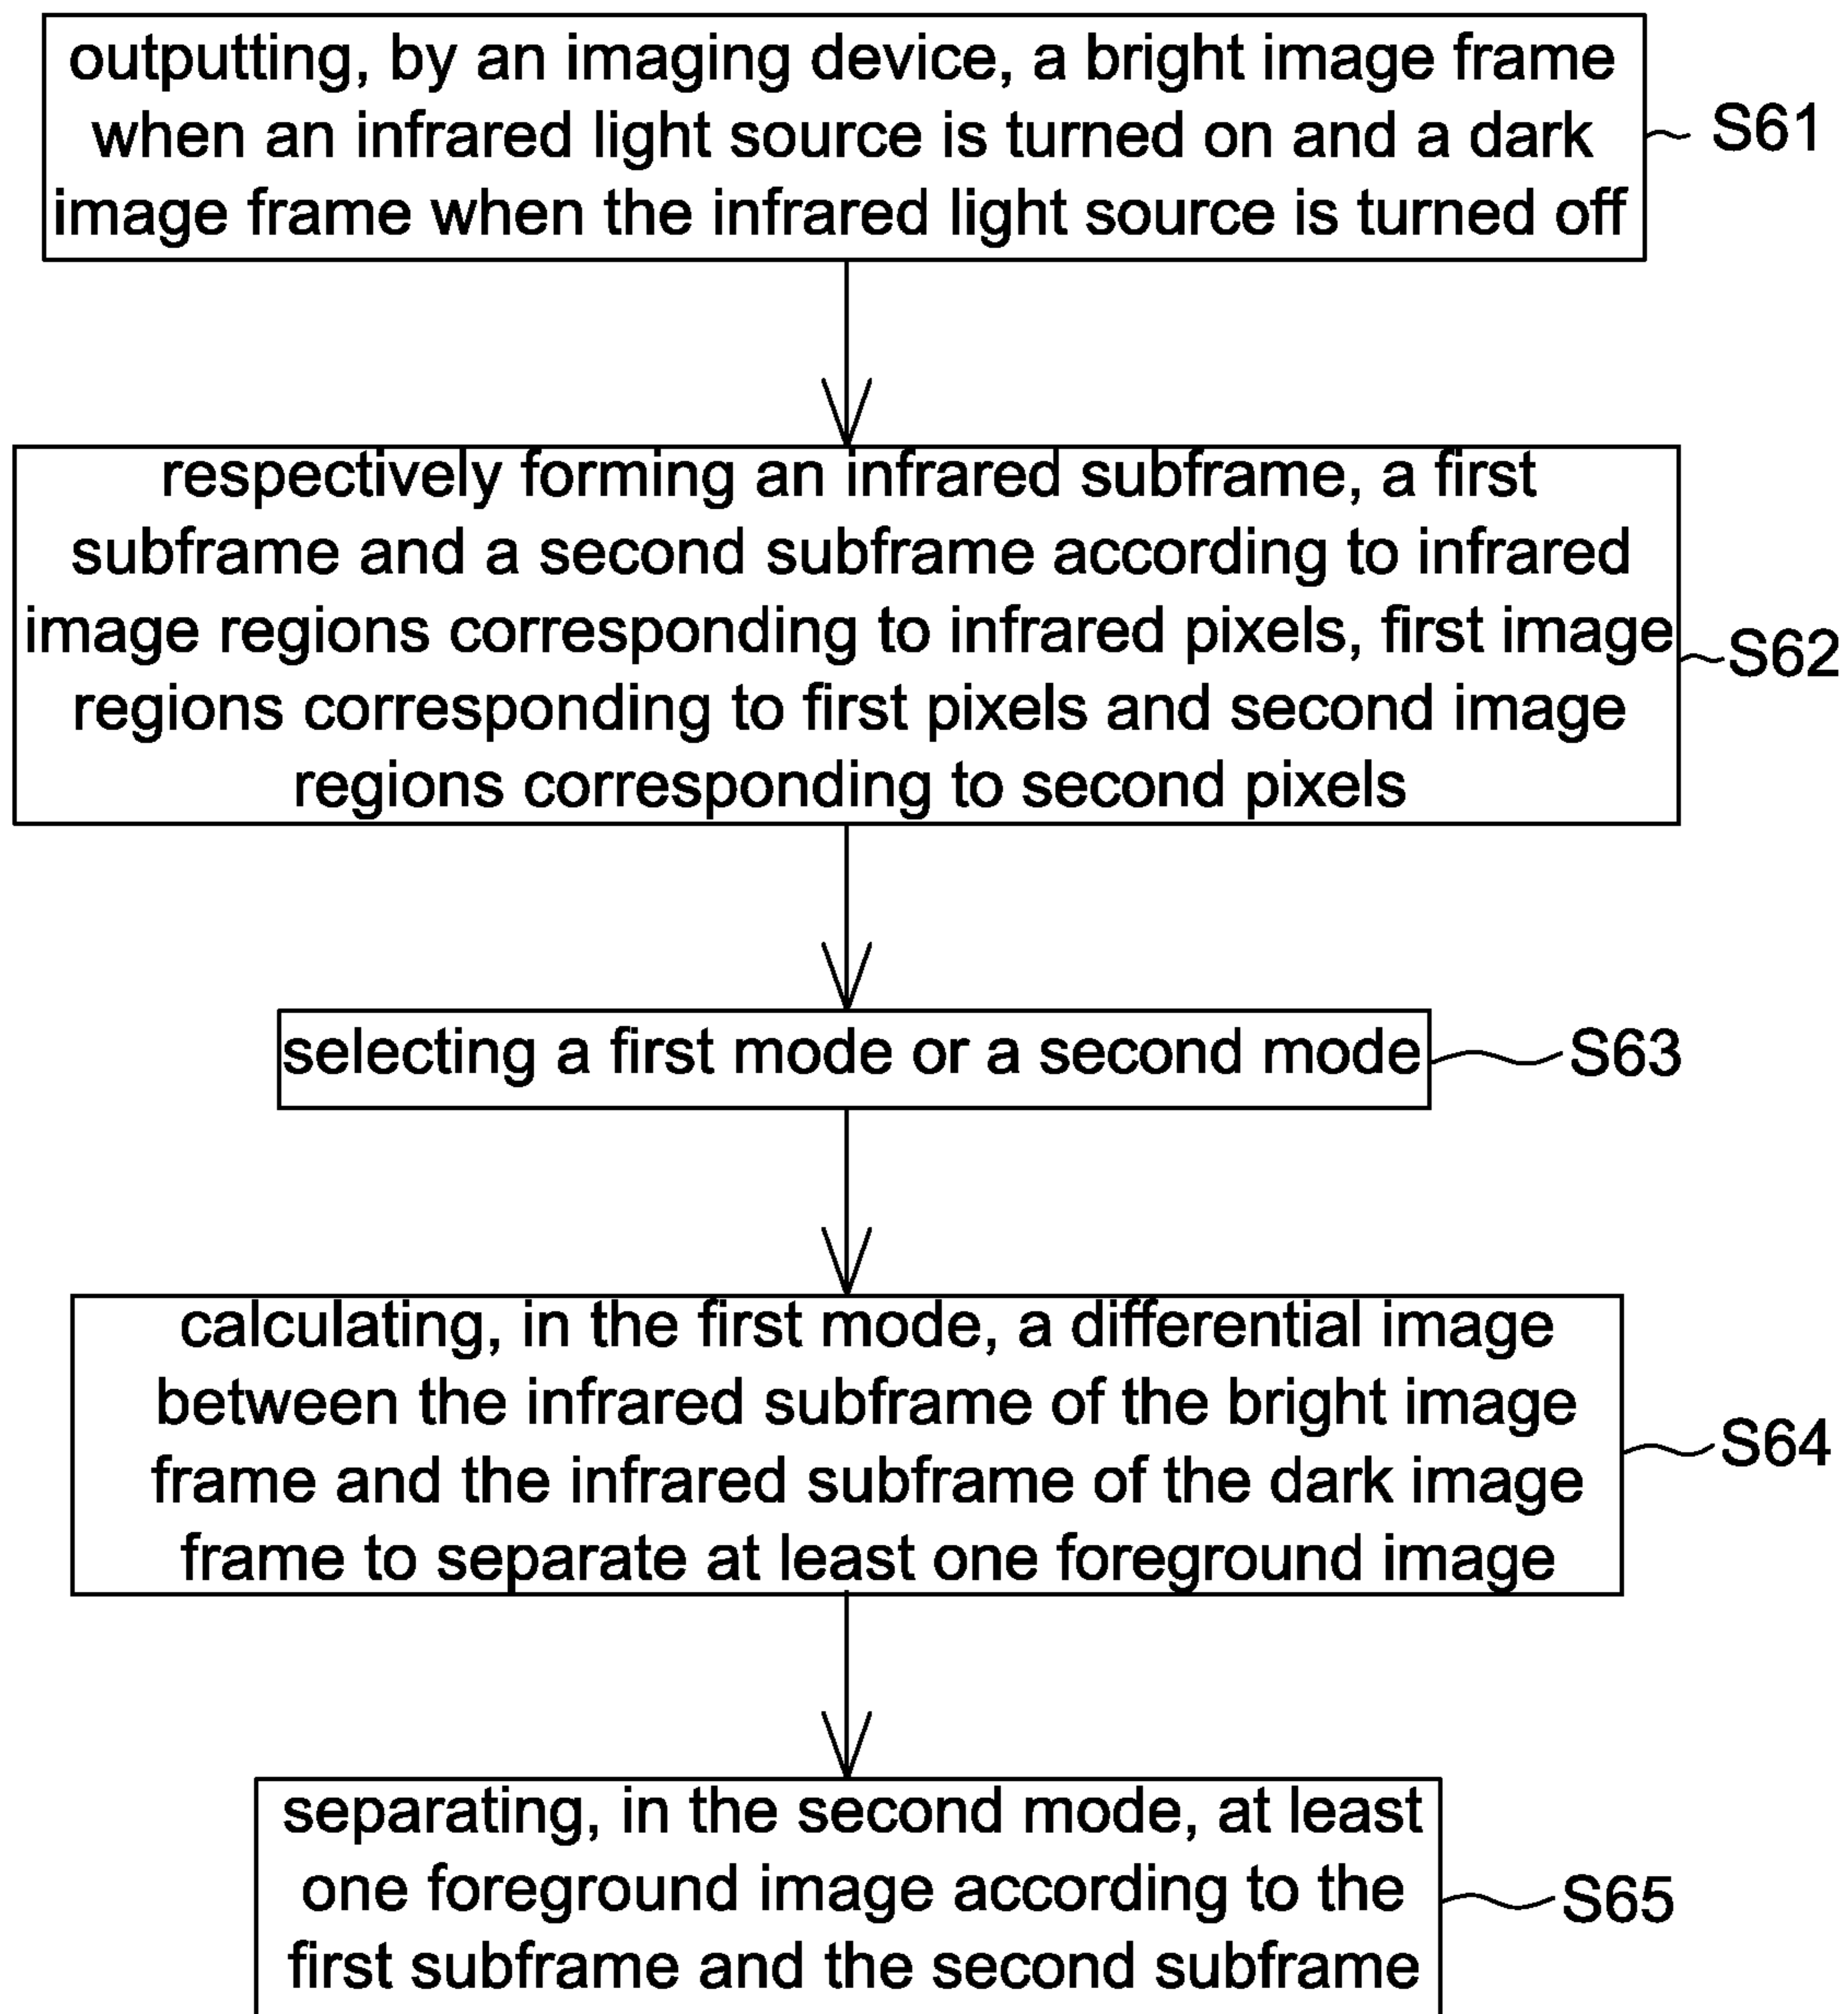 outputting, by an imaging device, a bright image frame
when an infrared light source is turned on and a dark
image frame when the infrared light source is turned off
S61
respectively forming an infrared subframe, a first
subframe and a second subframe according to infrared
image regions corresponding to infrared pixels, first image
regions corresponding to first pixels and second image
regions corresponding to second pixels
S62
selecting a first mode or a second mode
S63
calculating, in the first mode, a differential image
between the infrared subframe of the bright image
frame and the infrared subframe of the dark image
frame to separate at least one foreground image
S64
separating, in the second mode, at least
one foreground image according to the
first subframe and the second subframe
S65